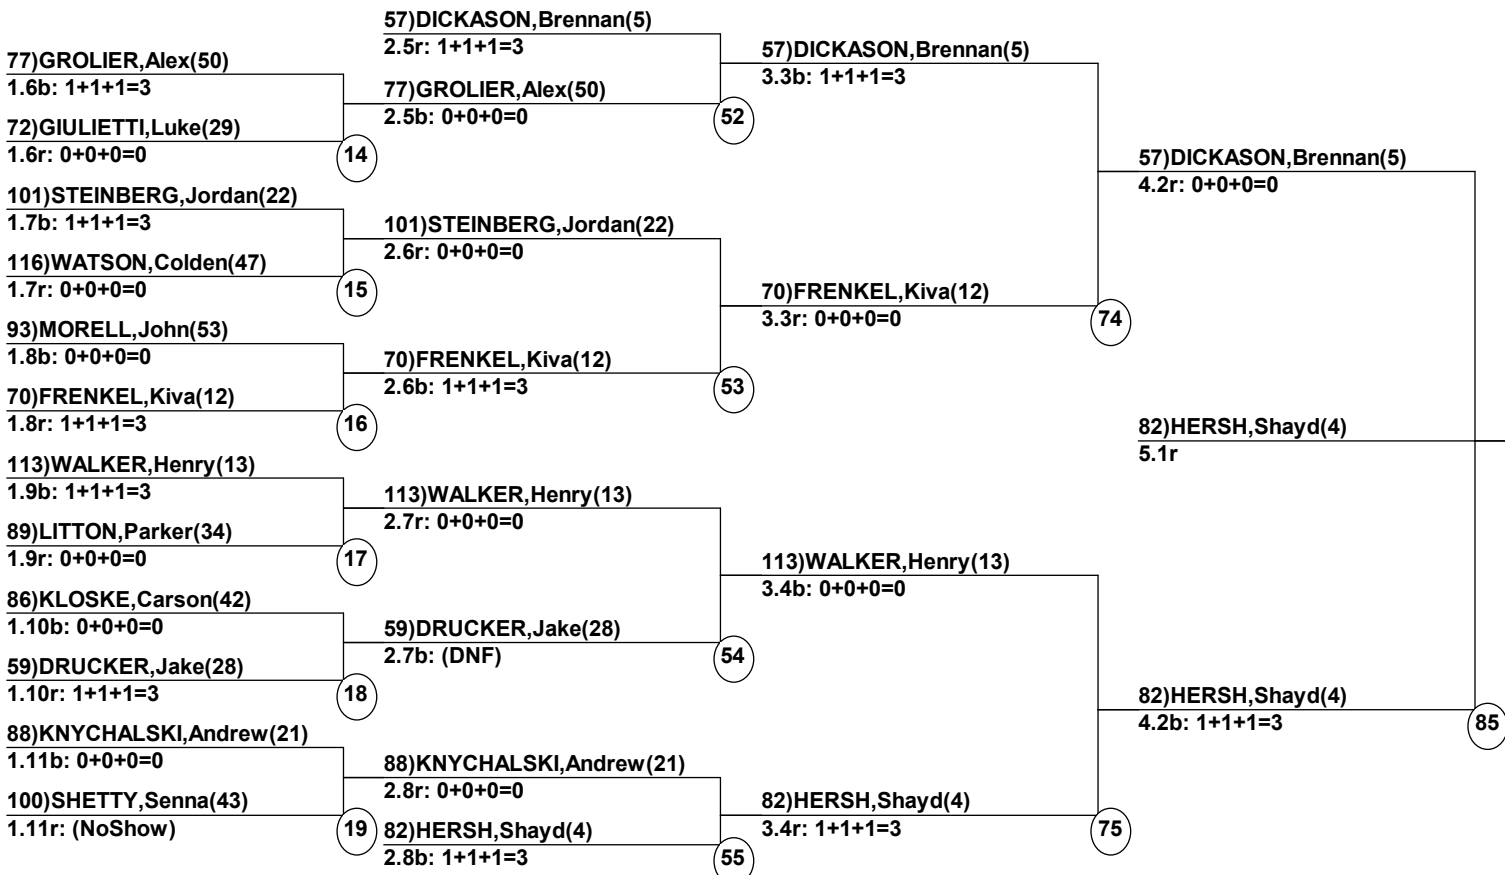 77)GROLIER,Alex(50)
1.6b: 1+1+1=3
72)GIULIETTI,Luke(29)
1.6r: 0+0+0=0
14
101)STEINBERG,Jordan(22)
1.7b: 1+1+1=3
116)WATSON,Colden(47)
1.7r: 0+0+0=0
15
93)MORELL,John(53)
1.8b: 0+0+0=0
70)FRENKEL,Kiva(12)
1.8r: 1+1+1=3
16
113)WALKER,Henry(13)
1.9b: 1+1+1=3
89)LITTON,Parker(34)
1.9r: 0+0+0=0
17
86)KLOSKE,Carson(42)
1.10b: 0+0+0=0
59)DRUCKER,Jake(28)
1.10r: 1+1+1=3
18
88)KNYCHALSKI,Andrew(21)
1.11b: 0+0+0=0
100)SHETTY,Senna(43)
1.11r: (NoShow)
19
57)DICKASON,Brennan(5)
2.5r: 1+1+1=3
77)GROLIER,Alex(50)
2.5b: 0+0+0=0
52
101)STEINBERG,Jordan(22)
2.6r: 0+0+0=0
70)FRENKEL,Kiva(12)
2.6b: 1+1+1=3
53
113)WALKER,Henry(13)
2.7r: 0+0+0=0
59)DRUCKER,Jake(28)
2.7b: (DNF)
54
88)KNYCHALSKI,Andrew(21)
2.8r: 0+0+0=0
82)HERSH,Shayd(4)
2.8b: 1+1+1=3
55
57)DICKASON,Brennan(5)
3.3b: 1+1+1=3
70)FRENKEL,Kiva(12)
3.3r: 0+0+0=0
74
113)WALKER,Henry(13)
3.4b: 0+0+0=0
82)HERSH,Shayd(4)
3.4r: 1+1+1=3
75
57)DICKASON,Brennan(5)
4.2r: 0+0+0=0
82)HERSH,Shayd(4)
5.1r
82)HERSH,Shayd(4)
4.2b: 1+1+1=3
85